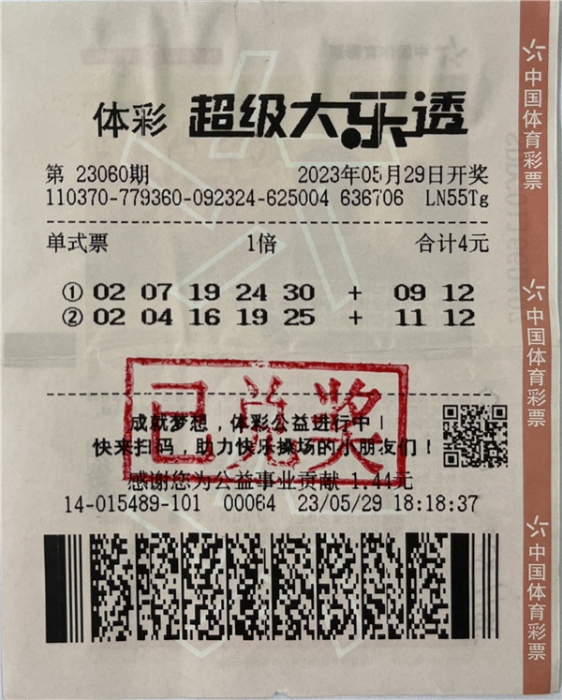 体彩 超级大乐透
第 23060期 2023年05月29日开奖
110370-779360-092324-625004 636706 LN55Tg
单式票 1倍 合计4元
① 02 07 19 24 30 + 09 12
② 02 04 16 19 25 + 11 12
已兑奖
成就梦想，体彩公益进行中！
快来扫码，助力快乐操场的小朋友们！
感谢您为公益事业贡献 1.44元
14-015489-101 00064 23/05/29 18:18:37
中国体育彩票
中国体育彩票
中国体育彩票